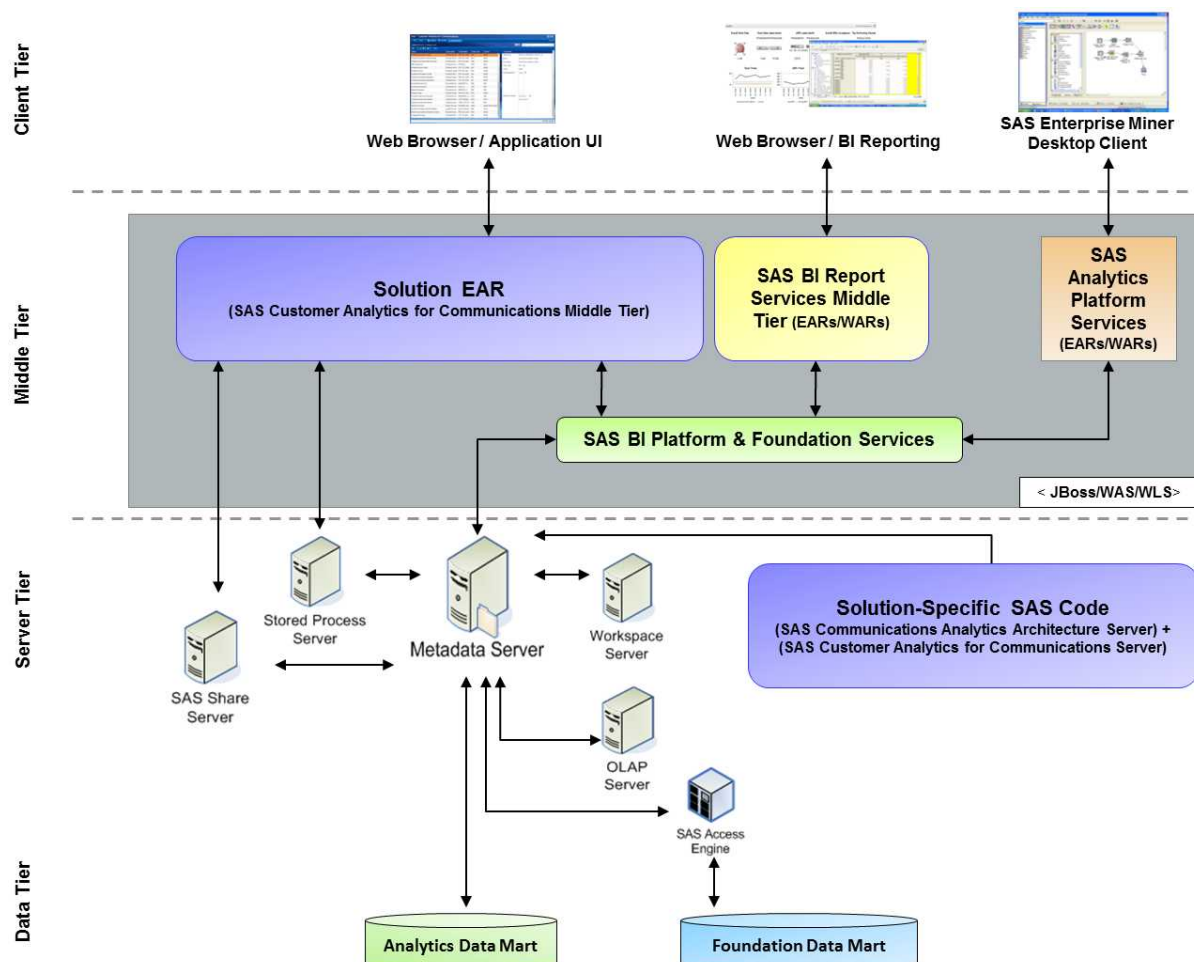 Client Tier
Web Browser / Application UI
Web Browser / BI Reporting
SAS Enterprise Miner
Desktop Client
Middle Tier
Solution EAR
(SAS Customer Analytics for Communications Middle Tier)
SAS BI Report
Services Middle
Tier (EARs/WARs)
SAS
Analytics
Platform
Services
(EARs/WARs)
SAS BI Platform & Foundation Services
< JBoss/WAS/WLS>
Server Tier
Stored Process
Server
Metadata Server
Workspace
Server
Solution-Specific SAS Code
(SAS Communications Analytics Architecture Server) +
(SAS Customer Analytics for Communications Server)
SAS Share
Server
OLAP
Server
SAS Access
Engine
Data Tier
Analytics Data Mart
Foundation Data Mart